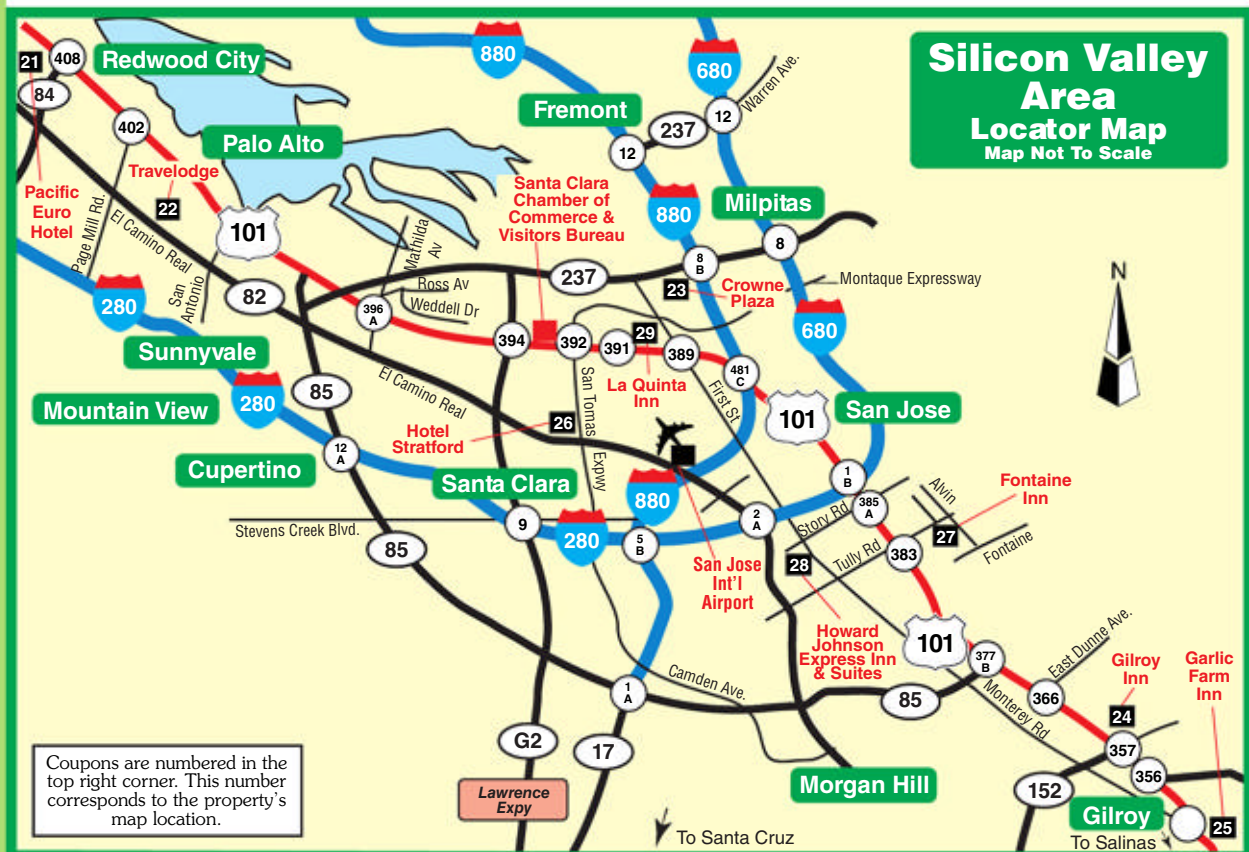 Silicon Valley
Area
Locator Map
Map Not To Scale
880
680
Warren Ave.
21
408
Redwood City
84
Fremont
12
237
12
402
Palo Alto
Travelodge
22
Pacific
Euro
Hotel
Page Mill Rd.
El Camino Real
101
Santa Clara
Chamber of
Commerce &
Visitors Bureau
880
Milpitas
8
8
B
Mathilda
Av
Ross Av
Weddell Dr
237
23
Crowne
Plaza
Montaque Expressway
N
280
San
Antonio
82
396
A
394
392
391
29
389
La Quinta
Inn
481
C
680
Sunnyvale
Mountain View
280
85
El Camino Real
San Tomas
Expwy
First St
101
San Jose
Hotel
Stratford
26
12
A
Cupertino
Santa Clara
880
1
B
385
A
Alvin
Fontaine
Inn
27
Fontaine
Stevens Creek Blvd.
9
280
5
B
2
A
Story Rd
Tully Rd
383
85
San Jose
Int'l
Airport
28
Howard
Johnson
Express Inn
& Suites
101
377
B
East Dunne Ave.
366
Gilroy
Inn
24
Garlic
Farm
Inn
Camden Ave.
1
A
85
Monterey Rd
357
356
G2
17
Lawrence
Expy
Morgan Hill
152
Gilroy
25
To Salinas
To Santa Cruz
Coupons are numbered in the
top right corner. This number
corresponds to the property's
map location.